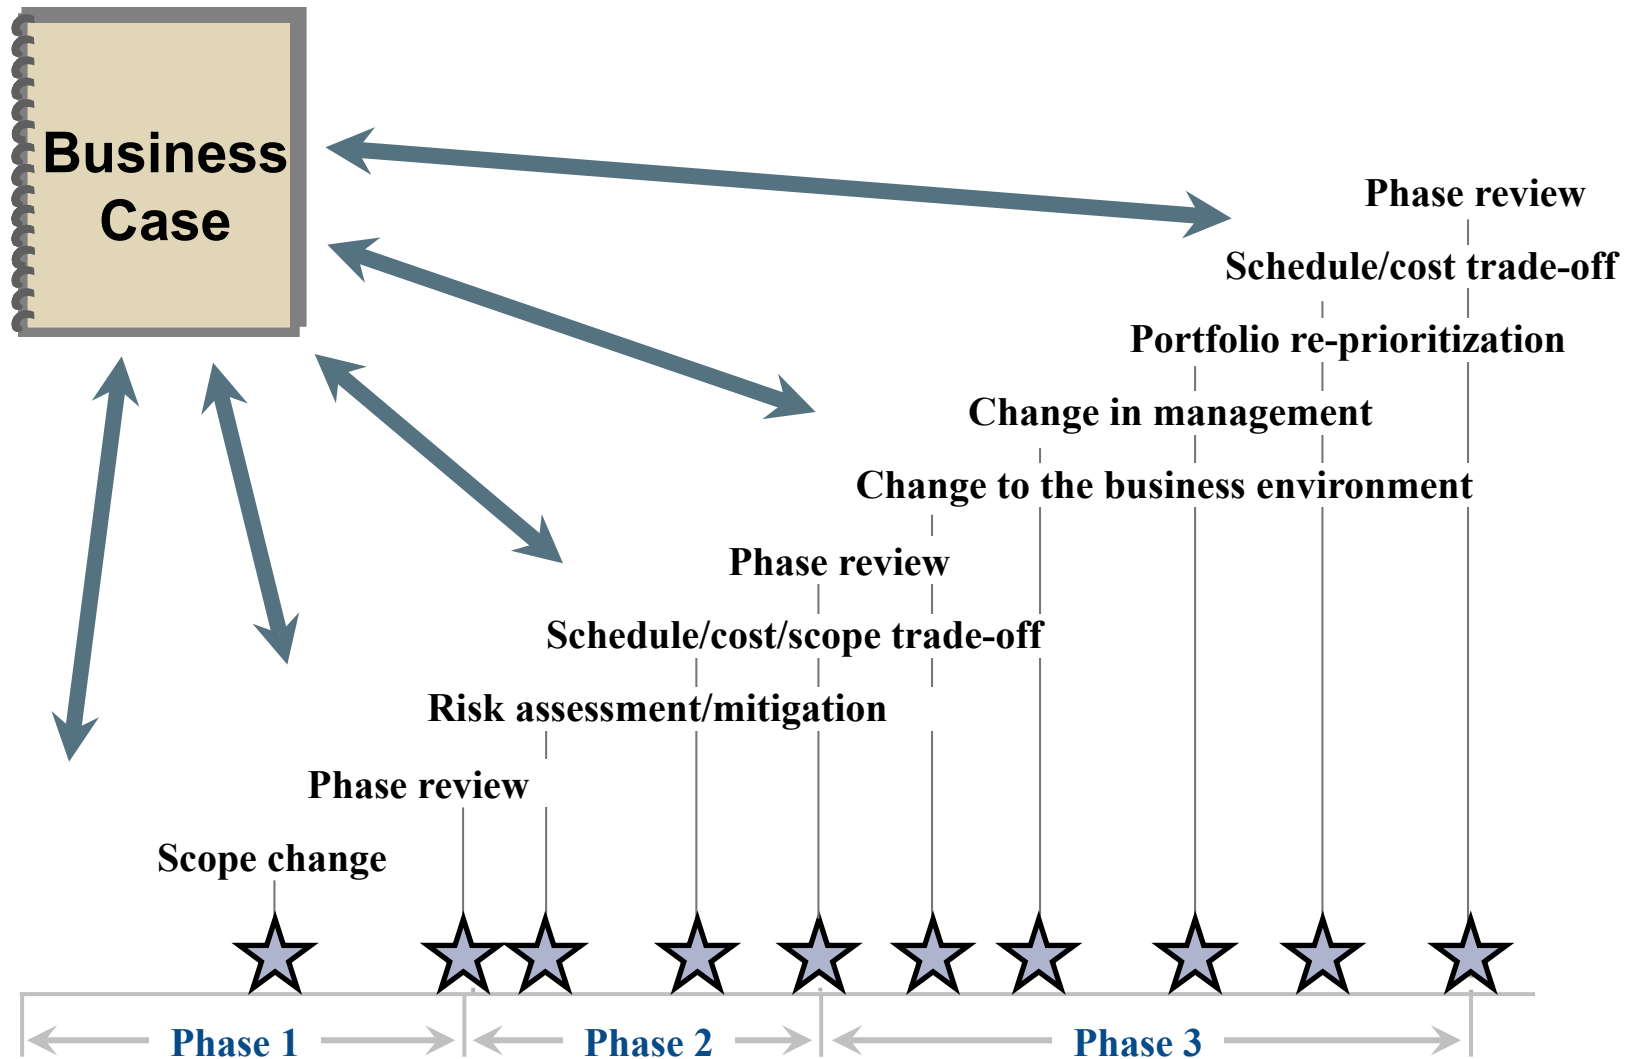 Business
Case
Phase review
Schedule/cost trade-off
Portfolio re-prioritization
Change in management
Change to the business environment
Phase review
Schedule/cost/scope trade-off
Risk assessment/mitigation
Phase review
Scope change
Phase 1
Phase 2
Phase 3